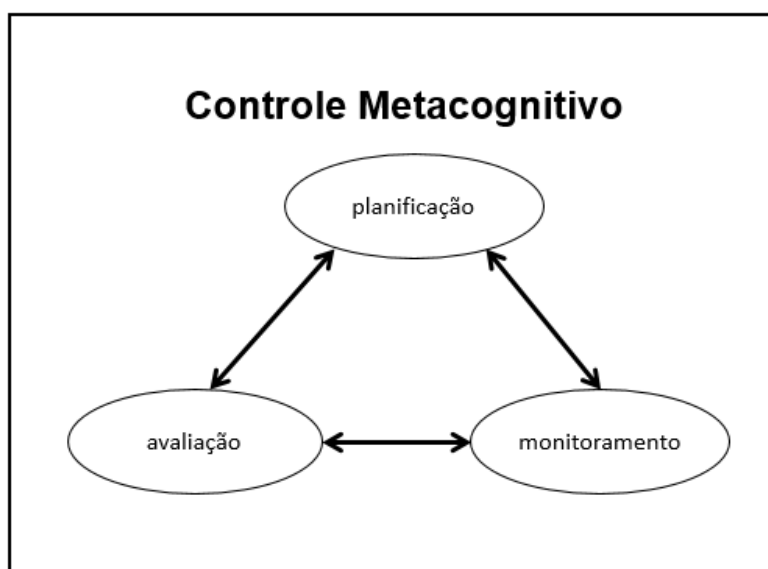 Controle Metacognitivo
planificação
avaliação
monitoramento